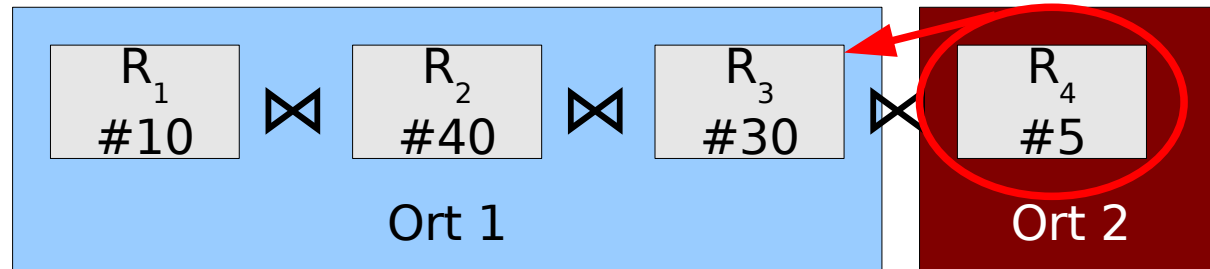 R₁ ⋈ R₂ ⋈ R₃ ⋈ R₄
#10 #40 #30 #5
Ort 1 Ort 2